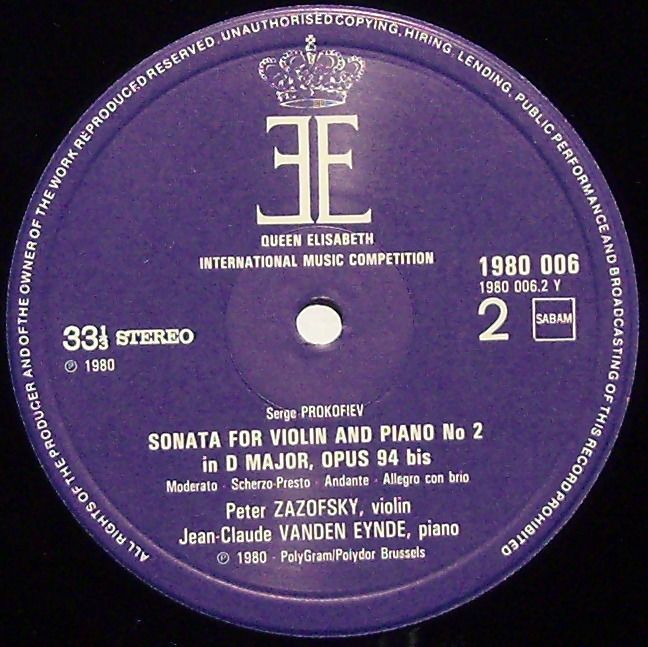 ALL RIGHTS OF THE PRODUCER AND OF THE OWNER OF THE WORK REPRODUCED RESERVED. UNAUTHORISED COPYING, HIRING, LENDING, PUBLIC PERFORMANCE AND BROADCASTING OF THIS RECORD PROHIBITED
ƎE
QUEEN ELISABETH
INTERNATIONAL MUSIC COMPETITION
1980 006
1980 006.2 Y
2 SABAM
33⅓ STEREO
℗ 1980
Serge PROKOFIEV
SONATA FOR VIOLIN AND PIANO No 2
in D MAJOR, OPUS 94 bis
Moderato · Scherzo-Presto · Andante · Allegro con brio
Peter ZAZOFSKY, violin
Jean-Claude VANDEN EYNDE, piano
℗ 1980 · PolyGram/Polydor Brussels